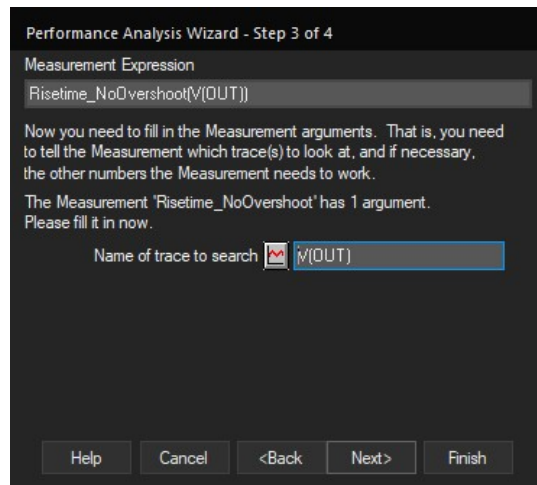 Performance Analysis Wizard - Step 3 of 4
Measurement Expression
Risetime_NoOvershoot(V(OUT))
Now you need to fill in the Measurement arguments. That is, you need
to tell the Measurement which trace(s) to look at, and if necessary,
the other numbers the Measurement needs to work.
The Measurement 'Risetime_NoOvershoot' has 1 argument.
Please fill it in now.
Name of trace to search V(OUT)
Help Cancel <Back Next> Finish